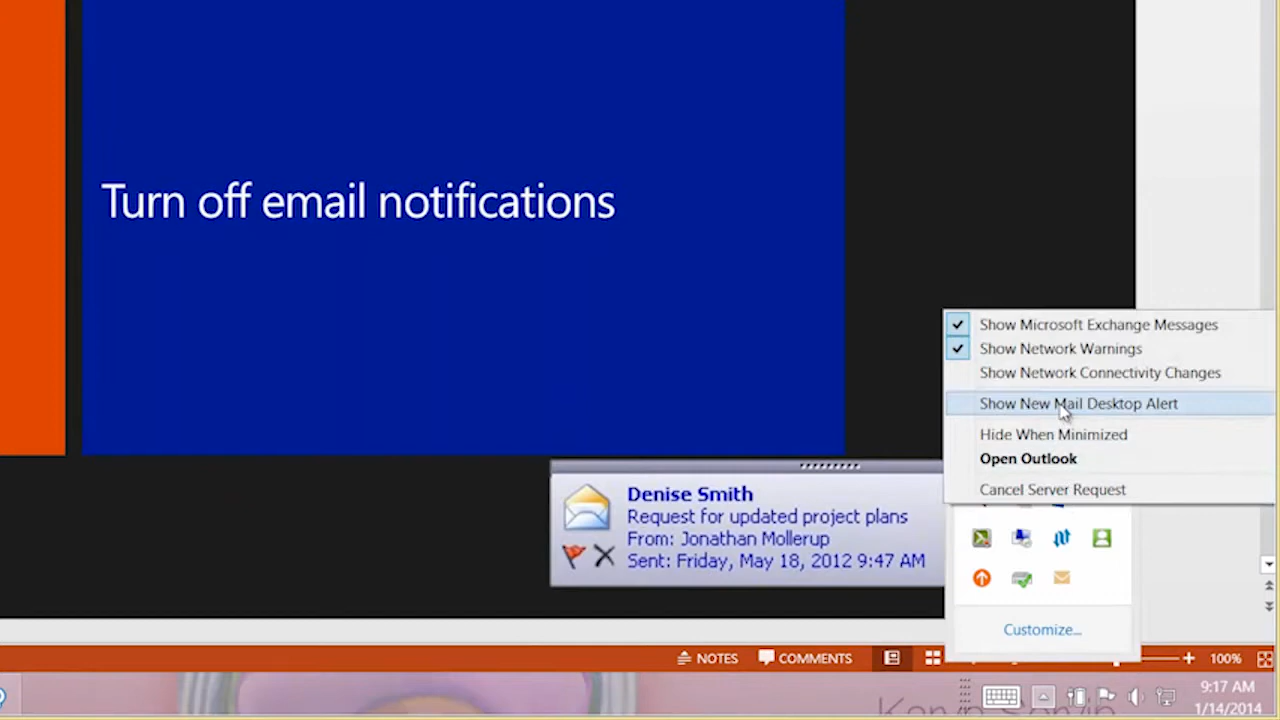 Turn off email notifications
Show Microsoft Exchange Messages
Show Network Warnings
Show Network Connectivity Changes
Show New Mail Desktop Alert
Hide When Minimized
Open Outlook
Cancel Server Request
Denise Smith
Request for updated project plans
From: Jonathan Mollerup
Sent: Friday, May 18, 2012 9:47 AM
Customize...
NOTES
COMMENTS
100%
9:17 AM
1/14/2014